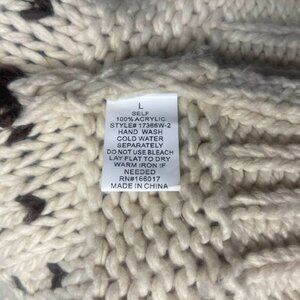 L
SELF
100% ACRYLIC
STYLE# 17366W-2
HAND WASH
COLD WATER
SEPARATELY
DO NOT USE BLEACH
LAY FLAT TO DRY
WARM IRON IF
NEEDED
RN#166017
MADE IN CHINA